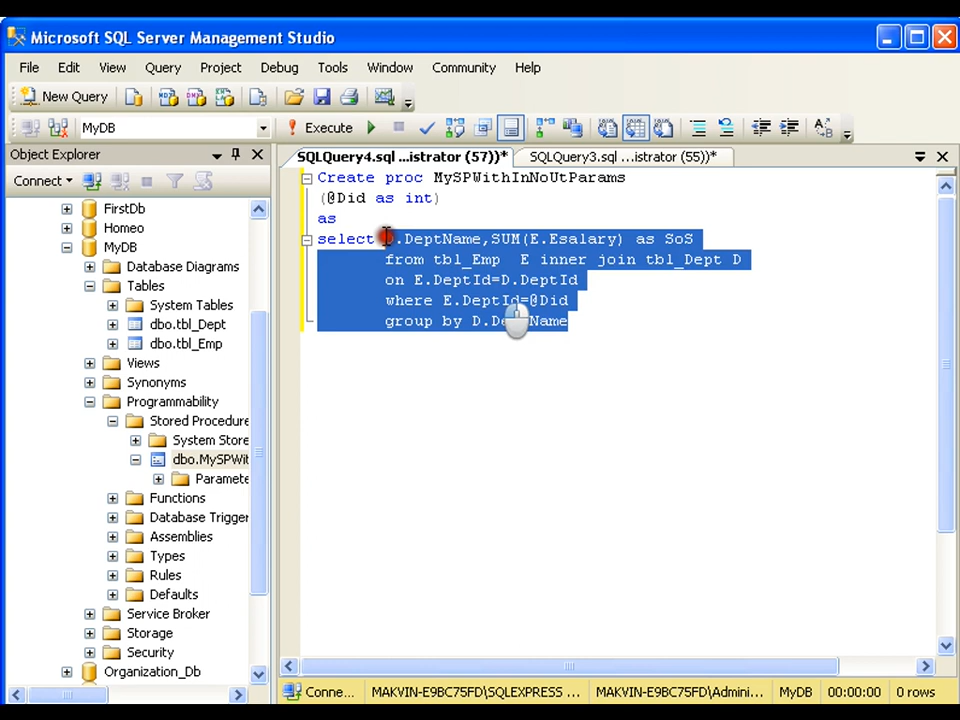 Microsoft SQL Server Management Studio
File Edit View Query Project Debug Tools Window Community Help
New Query
MyDB Execute
Object Explorer
Connect
FirstDb
Homeo
MyDB
Database Diagrams
Tables
System Tables
dbo.tbl_Dept
dbo.tbl_Emp
Views
Synonyms
Programmability
Stored Procedure
System Store
dbo.MySPWit
Paramete
Functions
Database Trigger
Assemblies
Types
Rules
Defaults
Service Broker
Storage
Security
Organization_Db
SQLQuery4.sql ...istrator (57))* SQLQuery3.sql ...istrator (55))*
Create proc MySPWithInNoUtParams
(@Did as int)
as
select D.DeptName,SUM(E.Esalary) as SoS
from tbl_Emp E inner join tbl_Dept D
on E.DeptId=D.DeptId
where E.DeptId=@Did
group by D.DeptName
Conne... MAKVIN-E9BC75FD\SQLEXPRESS ... MAKVIN-E9BC75FD\Admini... MyDB 00:00:00 0 rows